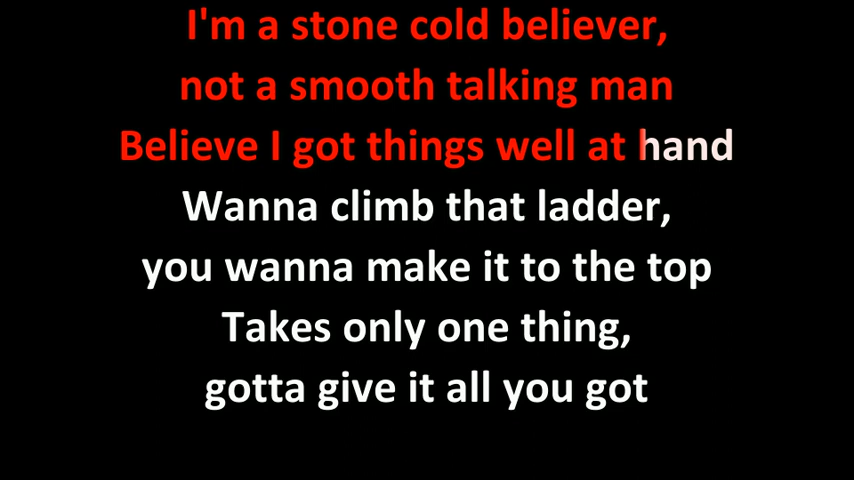 I'm a stone cold believer,
not a smooth talking man
Believe I got things well at hand
Wanna climb that ladder,
you wanna make it to the top
Takes only one thing,
gotta give it all you got